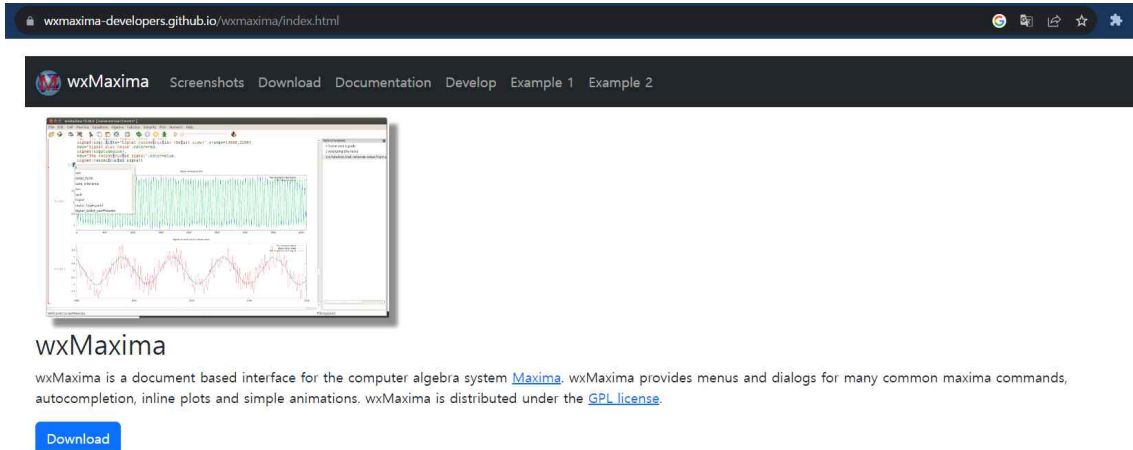 wxmaxima-developers.github.io/wxmaxima/index.html
wxMaxima Screenshots Download Documentation Develop Example 1 Example 2
wxMaxima
wxMaxima is a document based interface for the computer algebra system Maxima. wxMaxima provides menus and dialogs for many common maxima commands,
autocompletion, inline plots and simple animations. wxMaxima is distributed under the GPL license.
Download